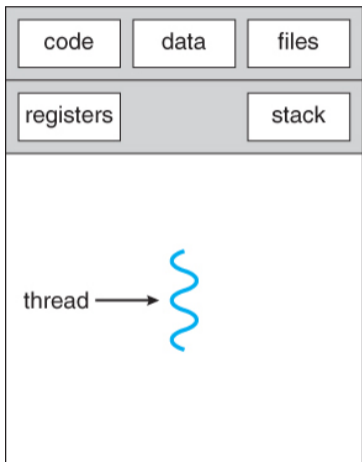 code data files
registers stack
thread